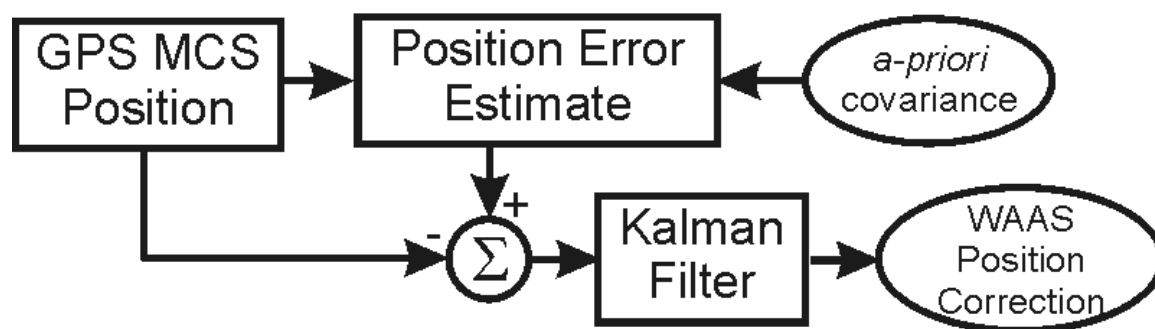 GPS MCS
Position
Position Error
Estimate
a-priori
covariance
+
-
Σ
Kalman
Filter
WAAS
Position
Correction